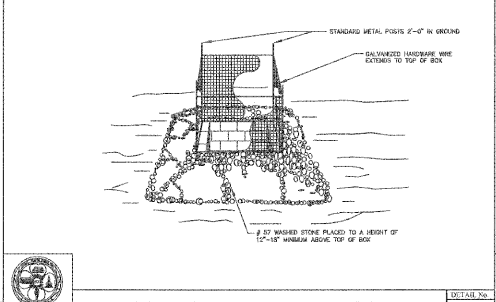 STANDARD METAL POSTS 2'-0" IN GROUND
GALVANIZED HARDWARE WIRE
EXTENDS TO TOP OF BOX
# 57 WASHED STONE PLACED TO A HEIGHT OF
12"-18" MINIMUM ABOVE TOP OF BOX
DETAIL No.